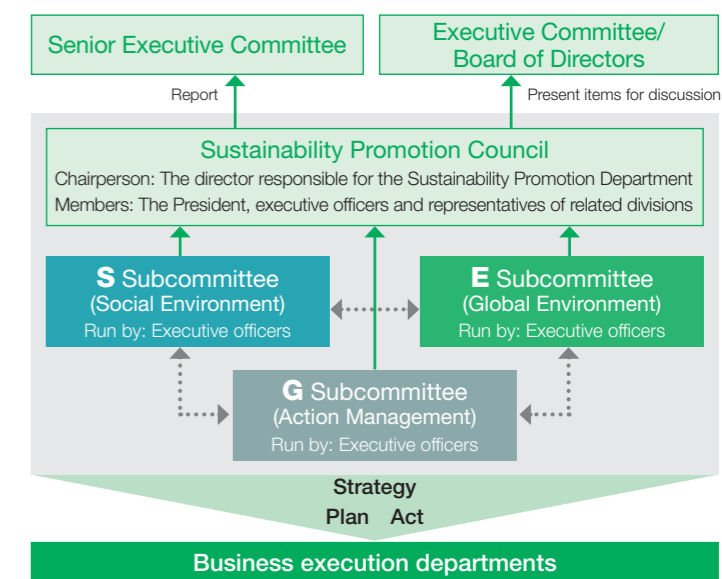 Senior Executive Committee
Executive Committee/
Board of Directors
Report
Present items for discussion
Sustainability Promotion Council
Chairperson: The director responsible for the Sustainability Promotion Department
Members: The President, executive officers and representatives of related divisions
S Subcommittee
(Social Environment)
Run by: Executive officers
E Subcommittee
(Global Environment)
Run by: Executive officers
G Subcommittee
(Action Management)
Run by: Executive officers
Strategy
Plan Act
Business execution departments